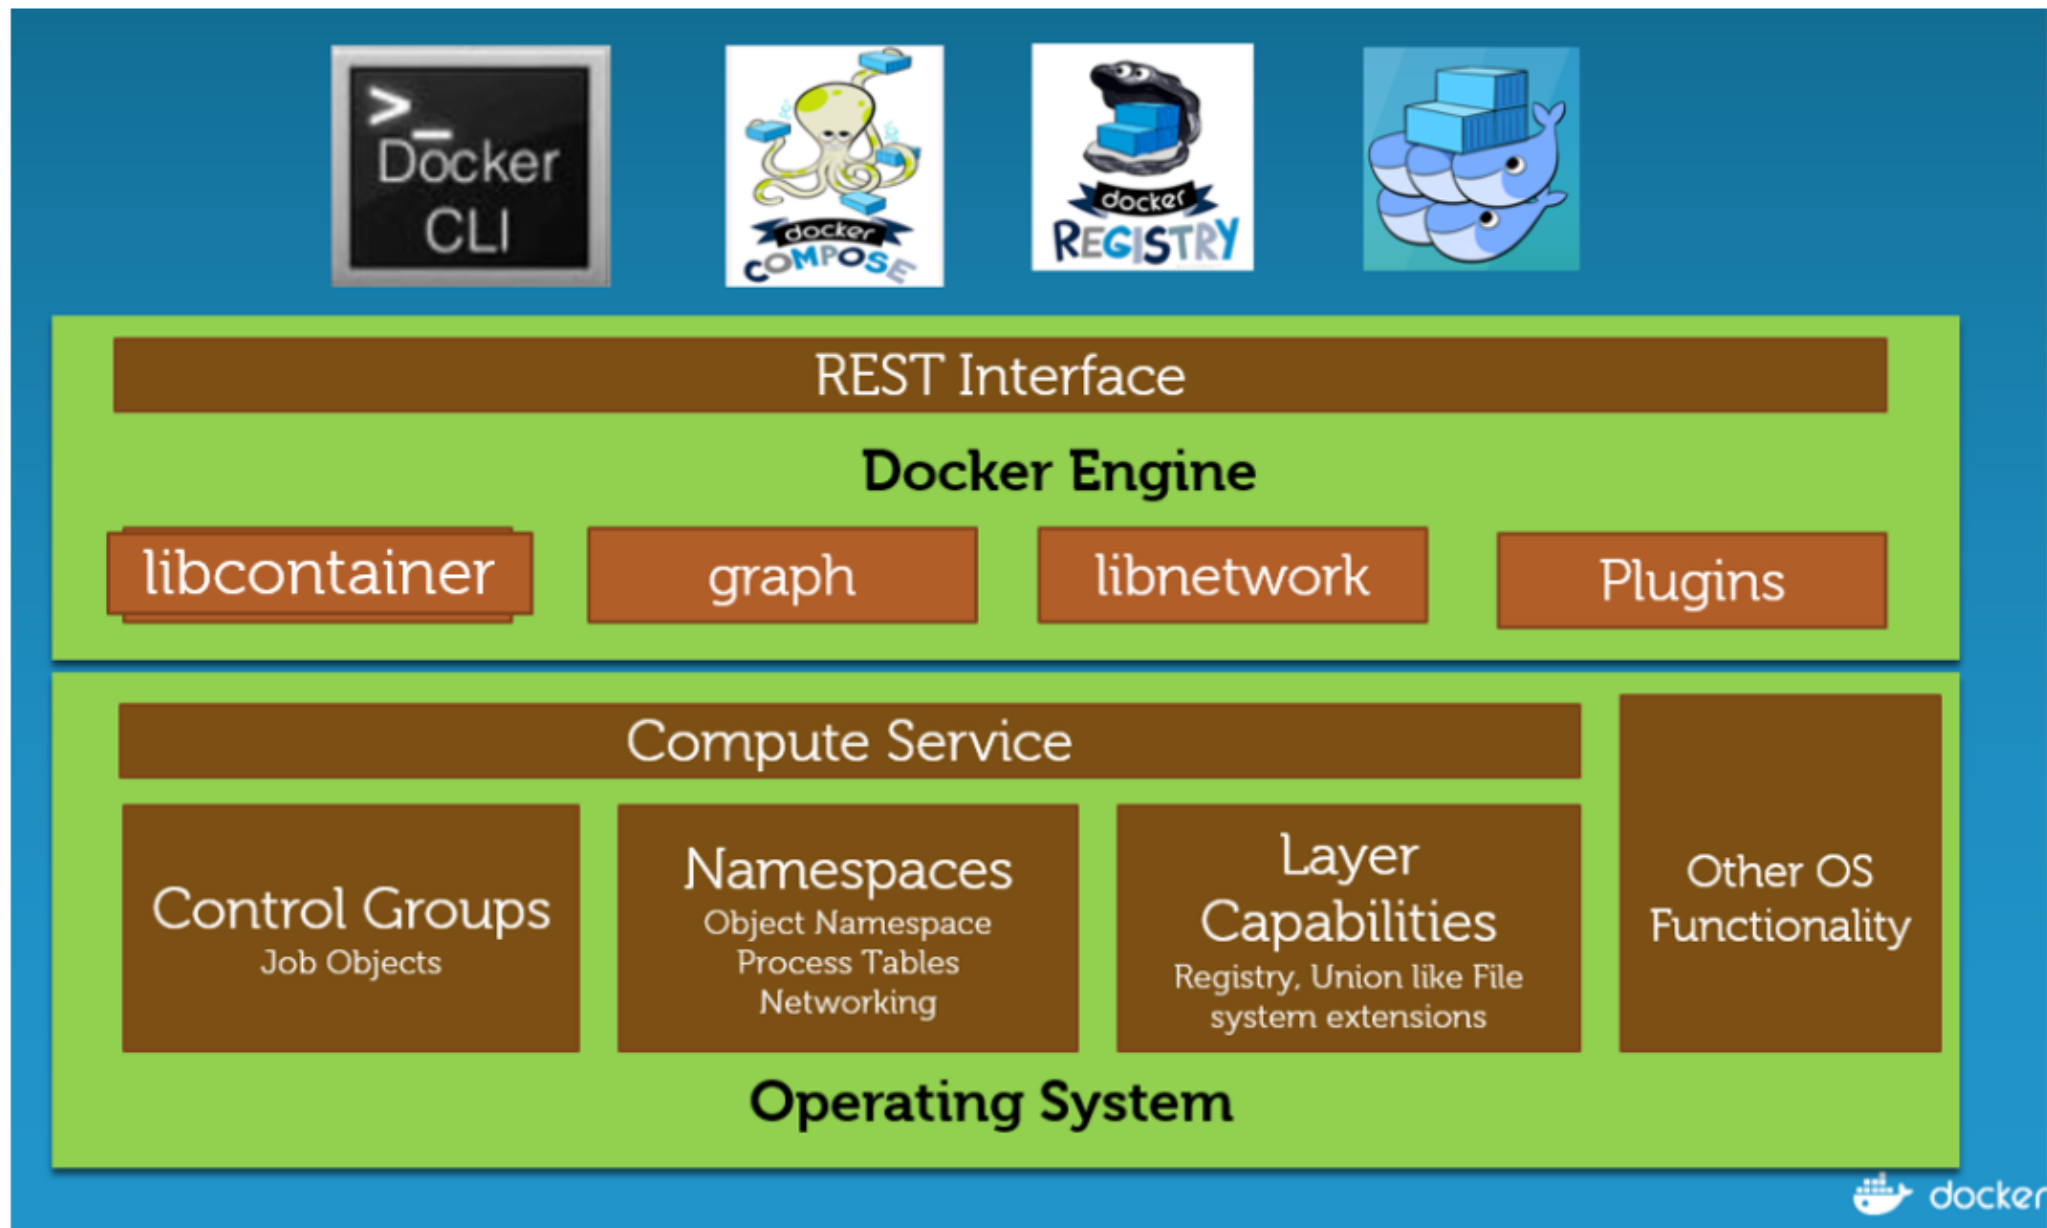 >_
Docker
CLI
docker
COMPOSE
docker
REGISTRY
REST Interface
Docker Engine
libcontainer
graph
libnetwork
Plugins
Compute Service
Control Groups
Job Objects
Namespaces
Object Namespace
Process Tables
Networking
Layer
Capabilities
Registry, Union like File
system extensions
Other OS
Functionality
Operating System
docker